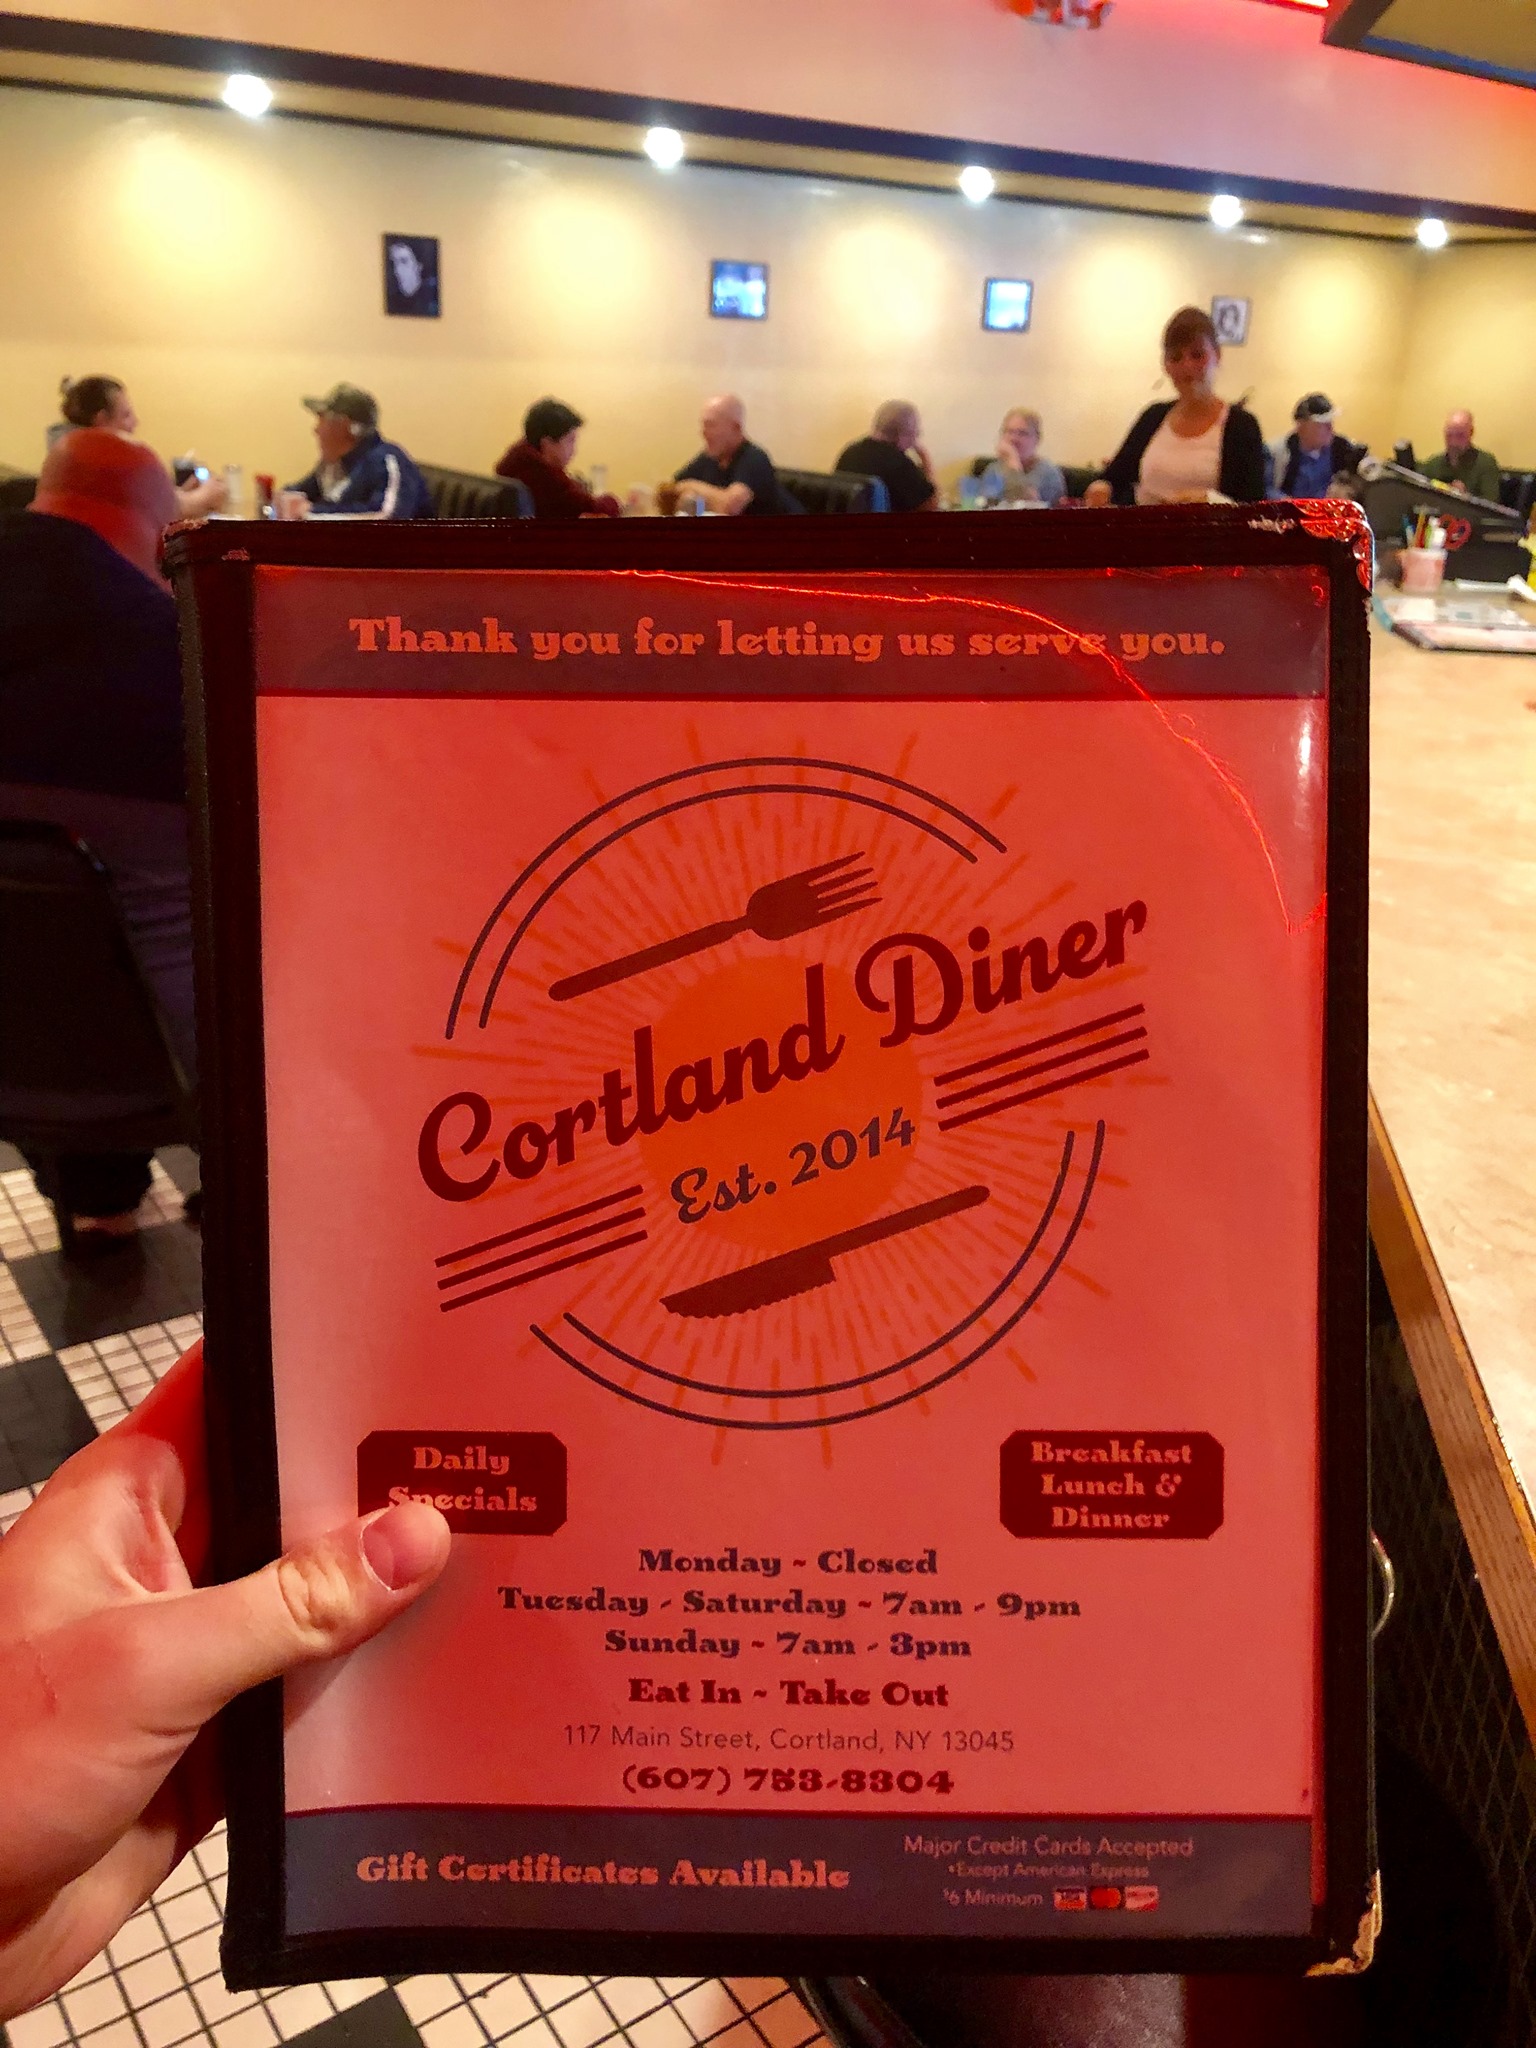 Thank you for letting us serve you.
Cortland Diner
Est. 2014
Daily
Specials
Breakfast
Lunch &
Dinner
Monday ~ Closed
Tuesday - Saturday ~ 7am - 9pm
Sunday ~ 7am - 3pm
Eat In ~ Take Out
117 Main Street, Cortland, NY 13045
(607) 753-8304
Gift Certificates Available
Major Credit Cards Accepted
*Except American Express
$6 Minimum